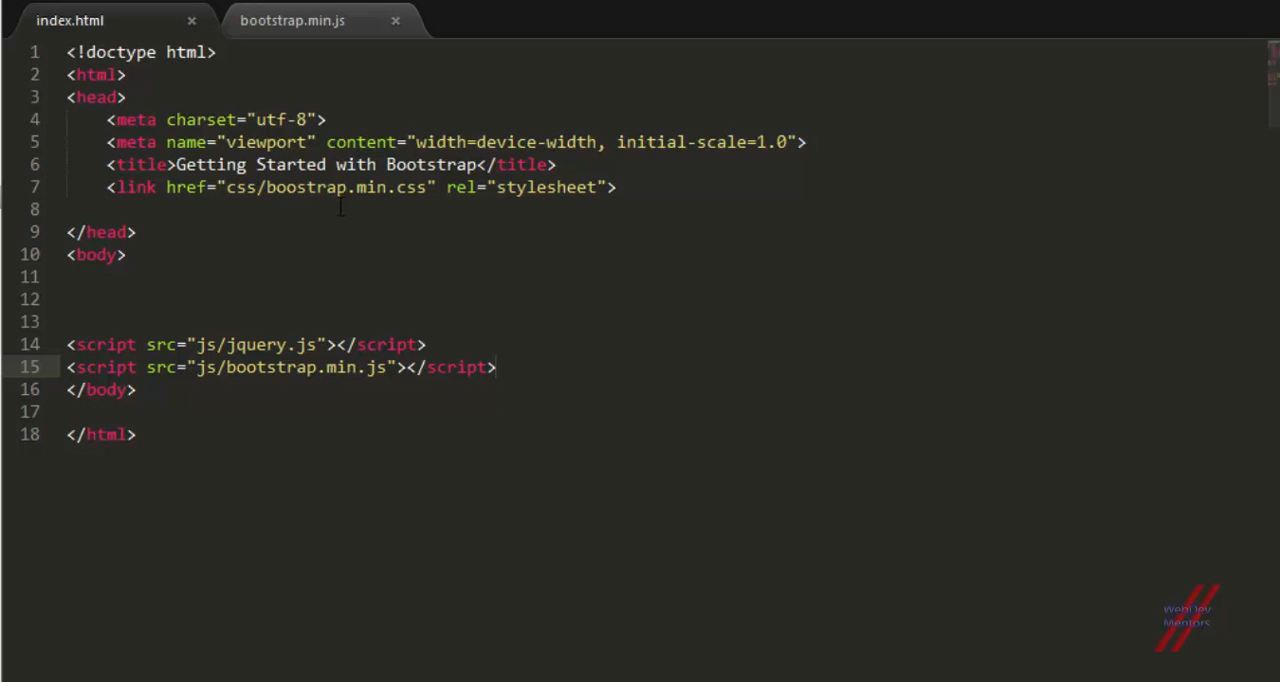 index.html × bootstrap.min.js ×
1 <!doctype html>
2 <html>
3 <head>
4 <meta charset="utf-8">
5 <meta name="viewport" content="width=device-width, initial-scale=1.0">
6 <title>Getting Started with Bootstrap</title>
7 <link href="css/boostrap.min.css" rel="stylesheet">
8
9 </head>
10 <body>
11
12
13
14 <script src="js/jquery.js"></script>
15 <script src="js/bootstrap.min.js"></script>
16 </body>
17
18 </html>
WebDev
Mentors